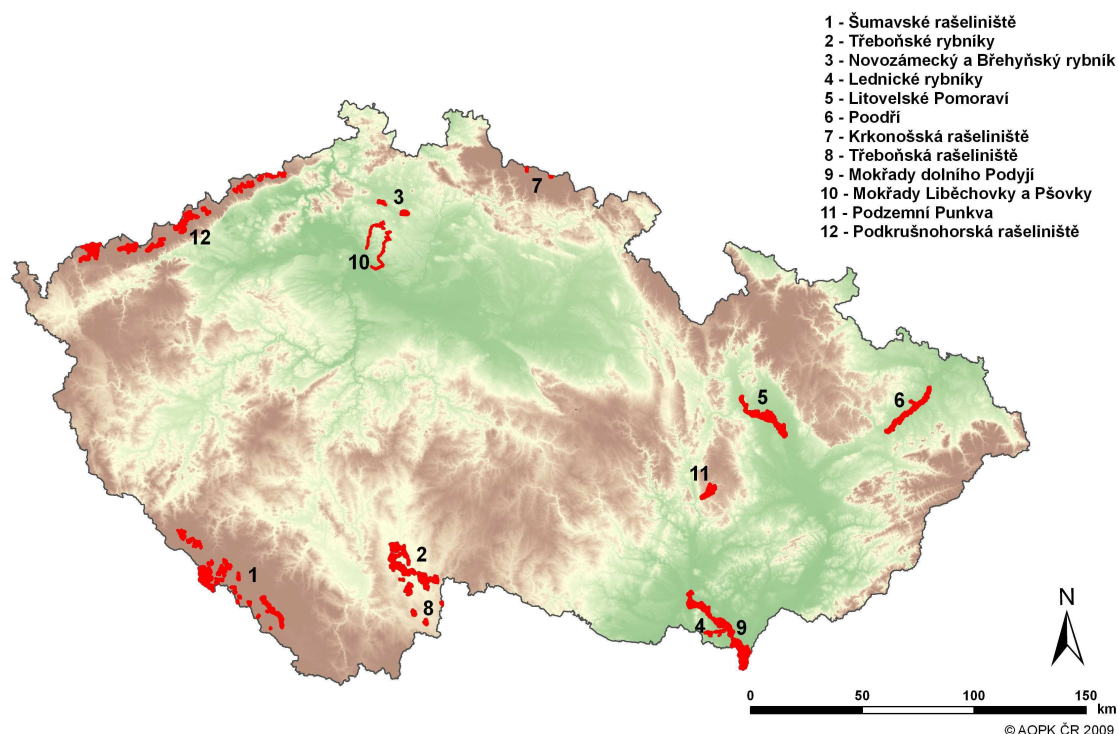 1 - Šumavské rašeliniště
2 - Třeboňské rybníky
3 - Novozámecký a Břehyňský rybník
4 - Lednické rybníky
5 - Litovelské Pomoraví
6 - Poodří
7 - Krkonošská rašeliniště
8 - Třeboňská rašeliniště
9 - Mokřady dolního Podyjí
10 - Mokřady Liběchovky a Pšovky
11 - Podzemní Punkva
12 - Podkrušnohorská rašeliniště
7
3
12
10
5
6
11
2
1
8
4
9
N
0 50 100 150
km
© AOPK ČR 2009